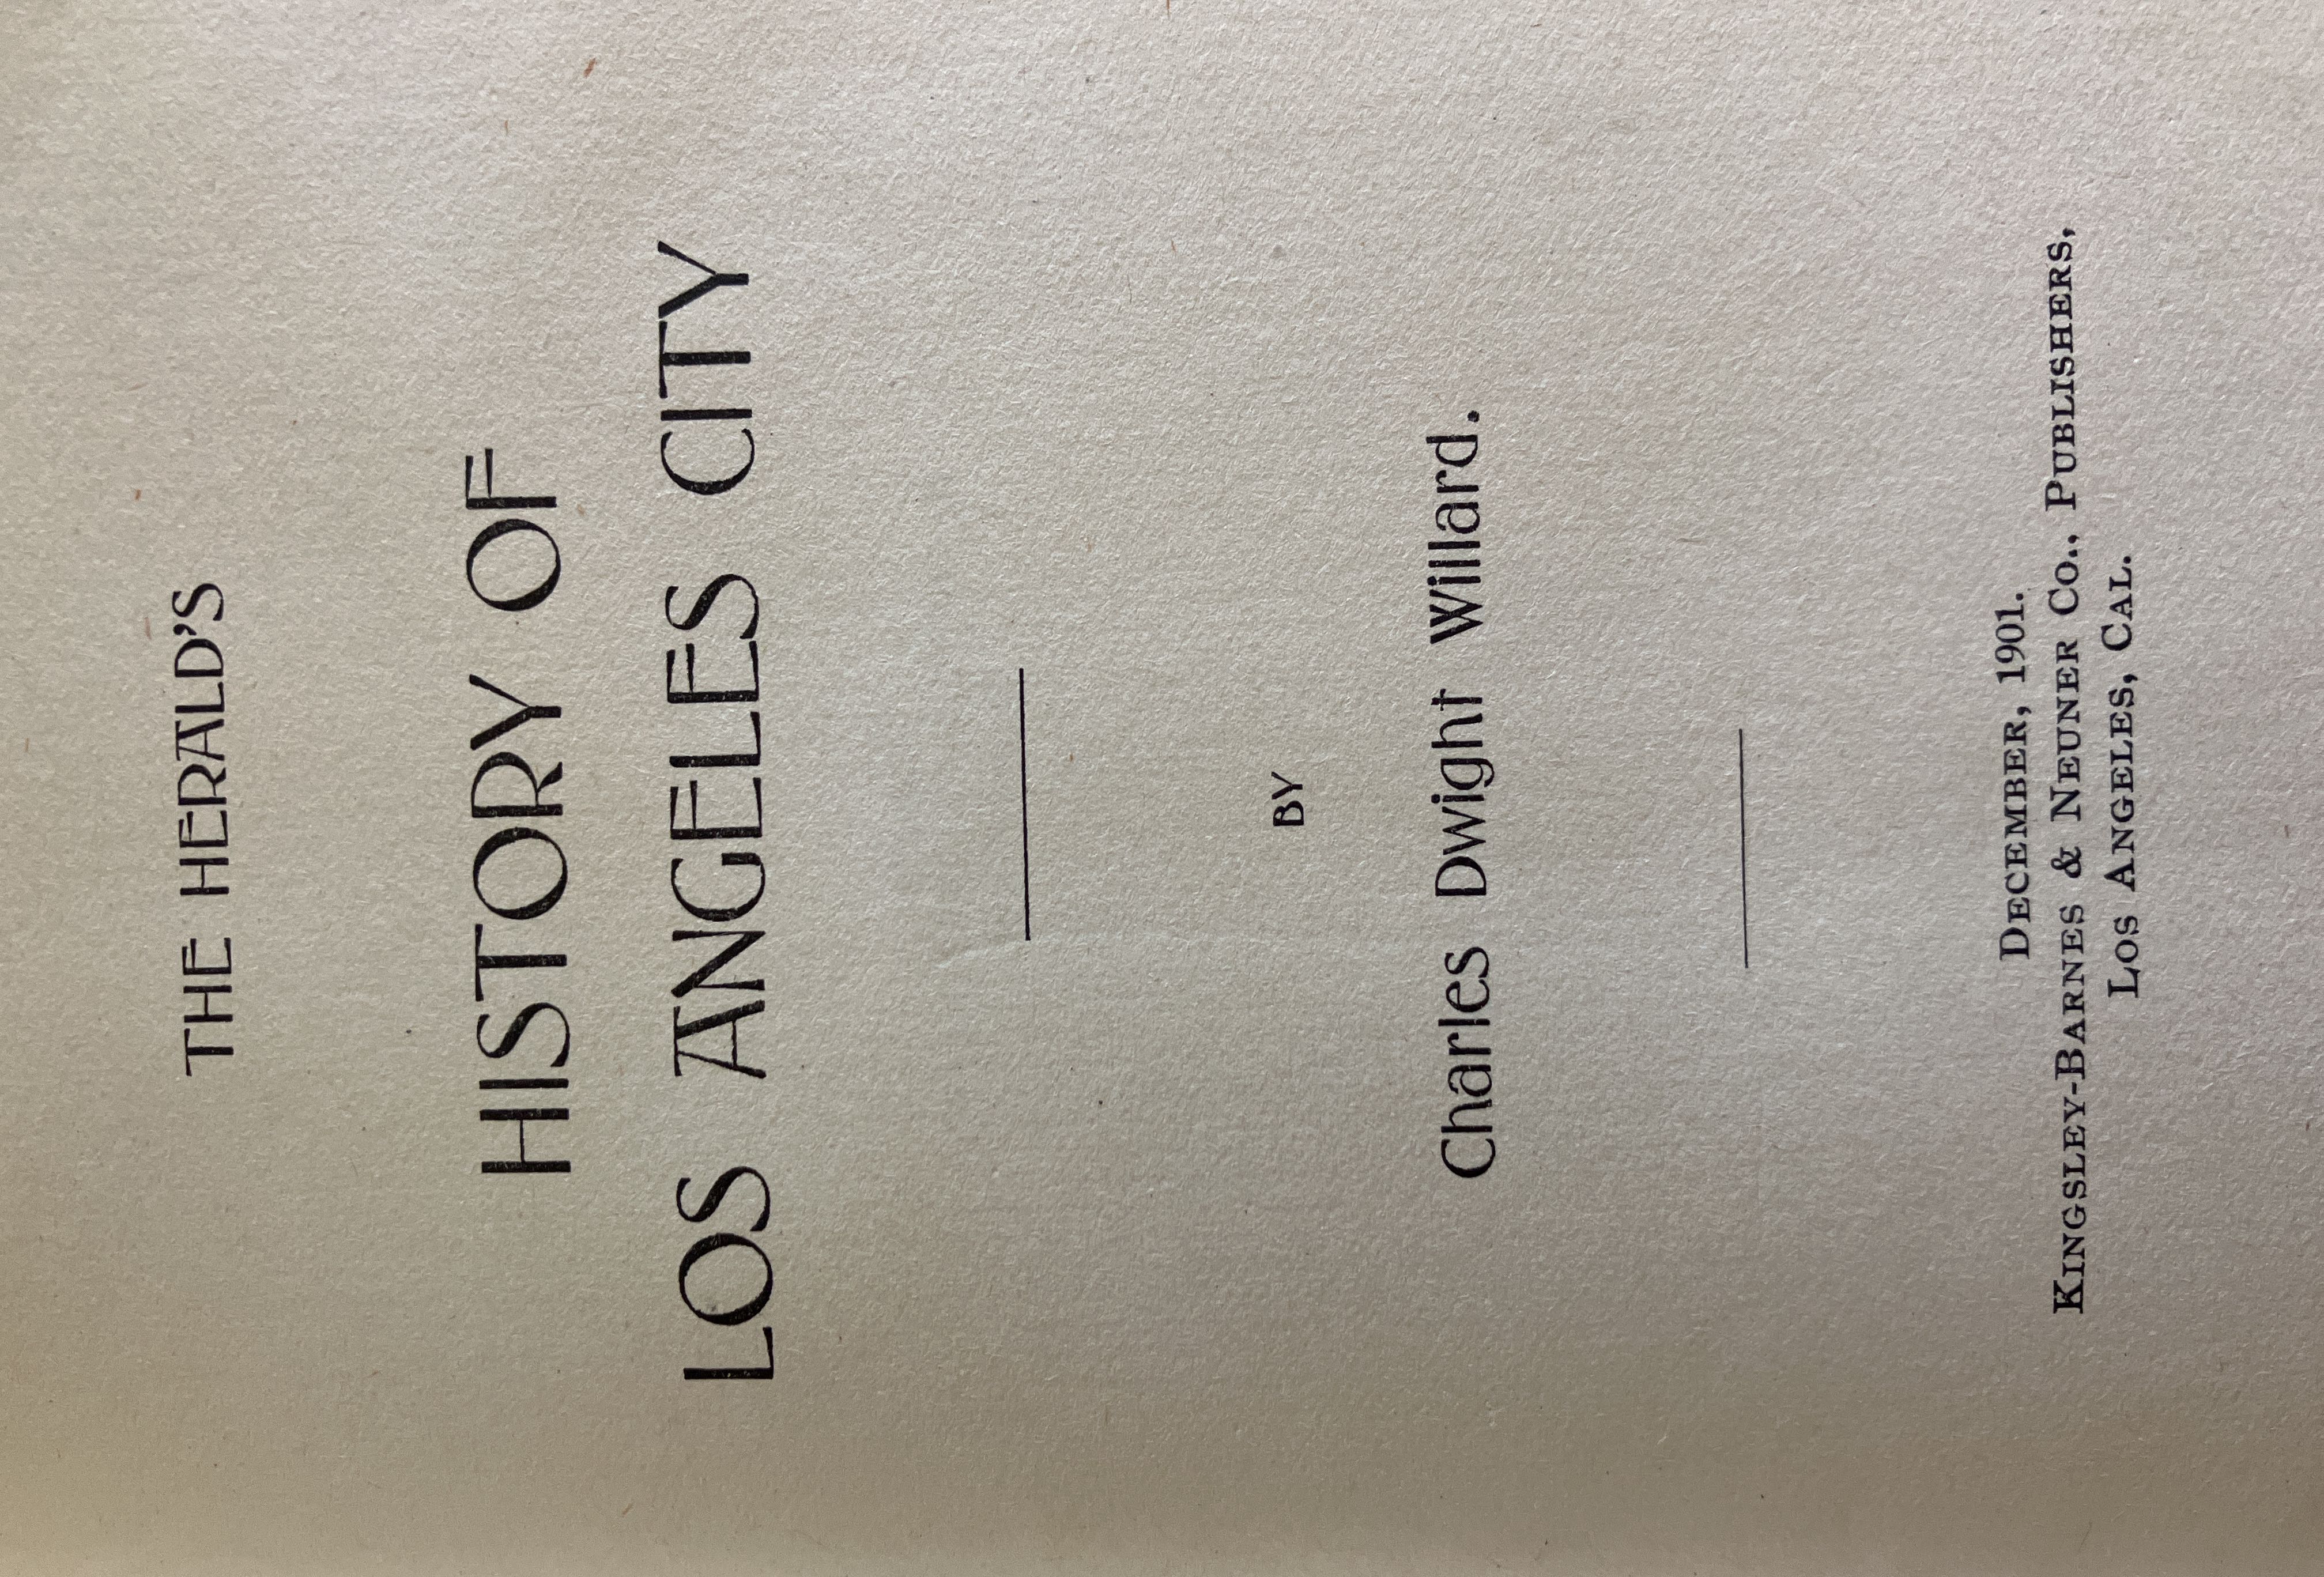 THE HERALD'S
HISTORY OF
LOS ANGELES CITY
BY
Charles Dwight Willard.
DECEMBER, 1901.
KINGSLEY-BARNES & NEUNER CO., PUBLISHERS,
LOS ANGELES, CAL.